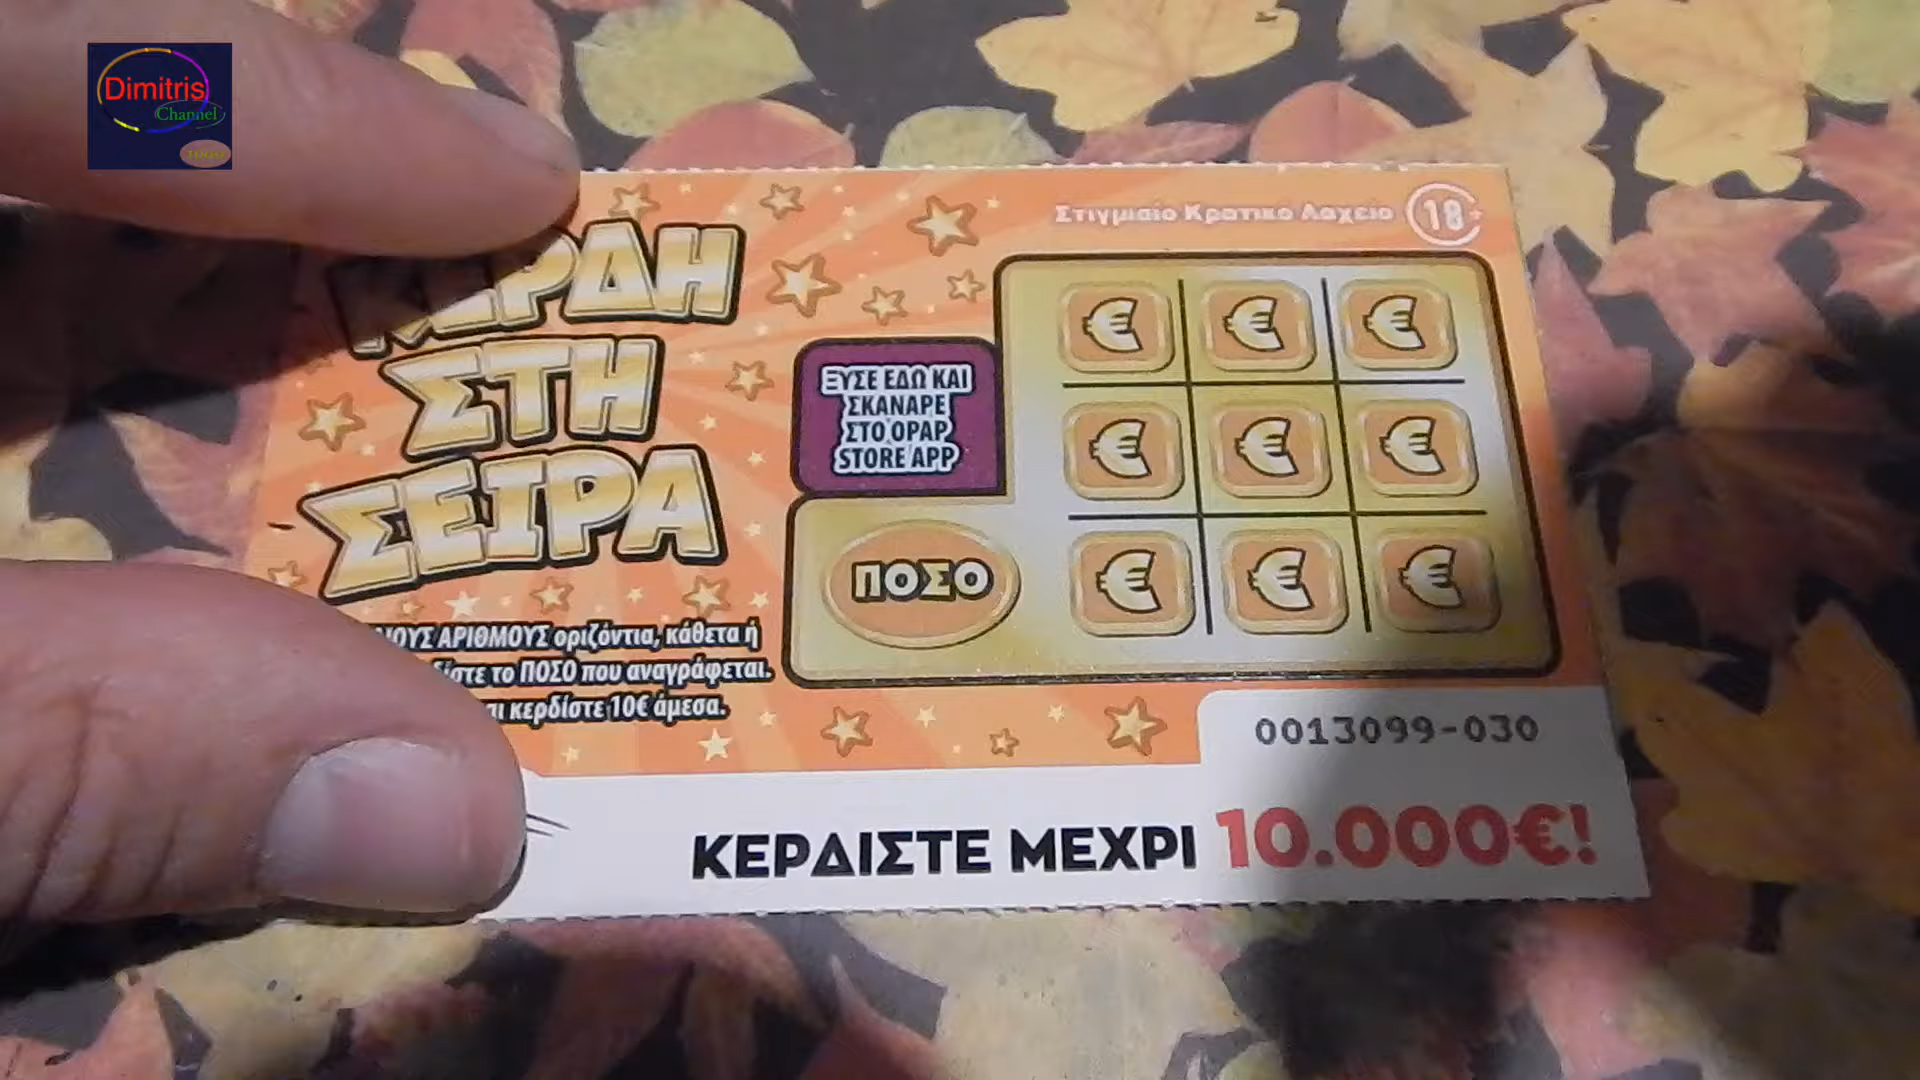 Dimitris
Channel
Στιγμιαίο Κρατικό Λαχείο 18+
ΚΕΡΔΗ
ΣΤΗ
ΣΕΙΡΑ
ΞΥΣΕ ΕΔΩ ΚΑΙ
ΣΚΑΝΑΡΕ
ΣΤΟ OPAP
STORE APP
€ € €
€ € €
€ € €
ΠΟΣΟ
ΑΡΙΘΜΟΥΣ οριζόντια, κάθετα ή
το ΠΟΣΟ που αναγράφεται.
κερδίστε 10€ άμεσα.
0013099-030
ΚΕΡΔΙΣΤΕ ΜΕΧΡΙ 10.000€!